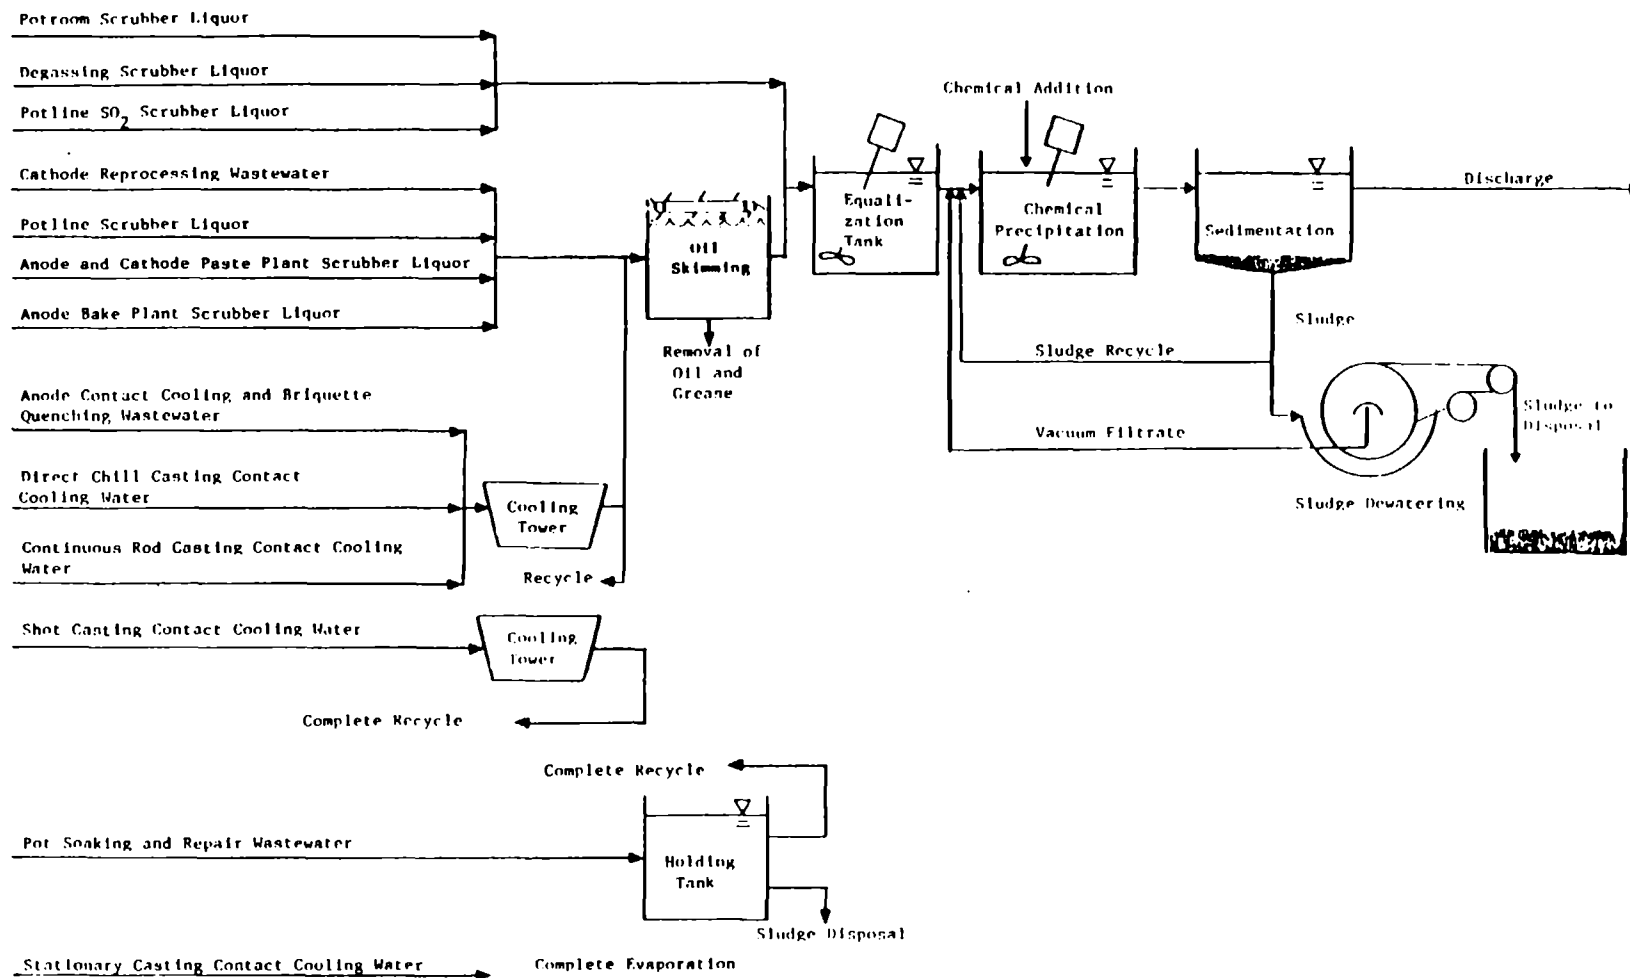 Potroom Scrubber Liquor
Degassing Scrubber Liquor
Potline SO2 Scrubber Liquor
Cathode Reprocessing Wastewater
Potline Scrubber Liquor
Anode and Cathode Paste Plant Scrubber Liquor
Anode Bake Plant Scrubber Liquor
Anode Contact Cooling and Briquette
Quenching Wastewater
Direct Chill Casting Contact
Cooling Water
Continuous Rod Casting Contact Cooling
Water
Shot Casting Contact Cooling Water
Pot Soaking and Repair Wastewater
Stationary Casting Contact Cooling Water
Complete Evaporation
Cooling
Tower
Recycle
Cooling
Tower
Complete Recycle
Complete Recycle
Holding
Tank
Sludge Disposal
Oil
Skimming
Removal of
Oil and
Grease
Equali-
zation
Tank
Chemical Addition
Chemical
Precipitation
Sedimentation
Discharge
Sludge
Sludge Recycle
Vacuum Filtrate
Sludge Dewatering
Sludge to
Disposal